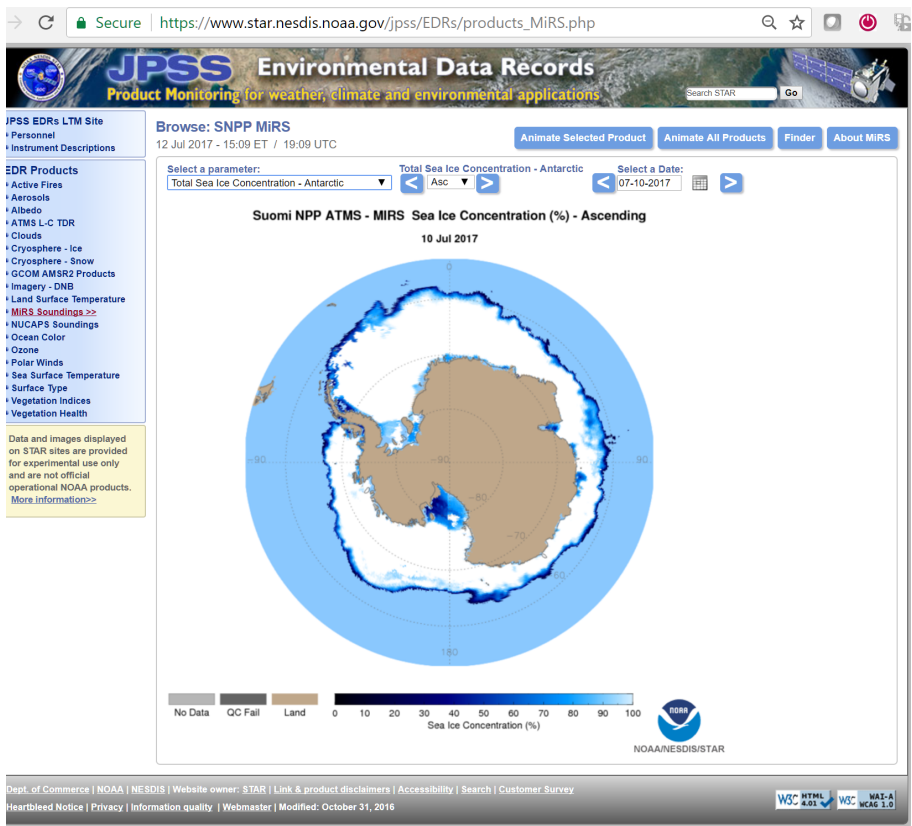 Secure https://www.star.nesdis.noaa.gov/jpss/EDRs/products_MiRS.php
JPSS Environmental Data Records
Product Monitoring for weather, climate and environmental applications
Search STAR Go
JPSS EDRs LTM Site
Personnel
Instrument Descriptions
EDR Products
Active Fires
Aerosols
Albedo
ATMS L-C TDR
Clouds
Cryosphere - Ice
Cryosphere - Snow
GCOM AMSR2 Products
Imagery - DNB
Land Surface Temperature
MiRS Soundings >>
NUCAPS Soundings
Ocean Color
Ozone
Polar Winds
Sea Surface Temperature
Surface Type
Vegetation Indices
Vegetation Health
Data and images displayed
on STAR sites are provided
for experimental use only
and are not official
operational NOAA products.
More information>>
Browse: SNPP MiRS
12 Jul 2017 - 15:09 ET / 19:09 UTC
Animate Selected Product Animate All Products Finder About MiRS
Select a parameter: Total Sea Ice Concentration - Antarctic Select a Date:
Total Sea Ice Concentration - Antarctic < Asc > < 07-10-2017 >
Suomi NPP ATMS - MIRS Sea Ice Concentration (%) - Ascending
10 Jul 2017
0
-90 -90 90
-80
-70
-60
180
No Data QC Fail Land 0 10 20 30 40 50 60 70 80 90 100
Sea Ice Concentration (%)
NOAA
NOAA/NESDIS/STAR
Dept. of Commerce | NOAA | NESDIS | Website owner: STAR | Link & product disclaimers | Accessibility | Search | Customer Survey
Heartbleed Notice | Privacy | Information quality | Webmaster | Modified: October 31, 2016
W3C HTML 4.01 W3C WAI-A WCAG 1.0